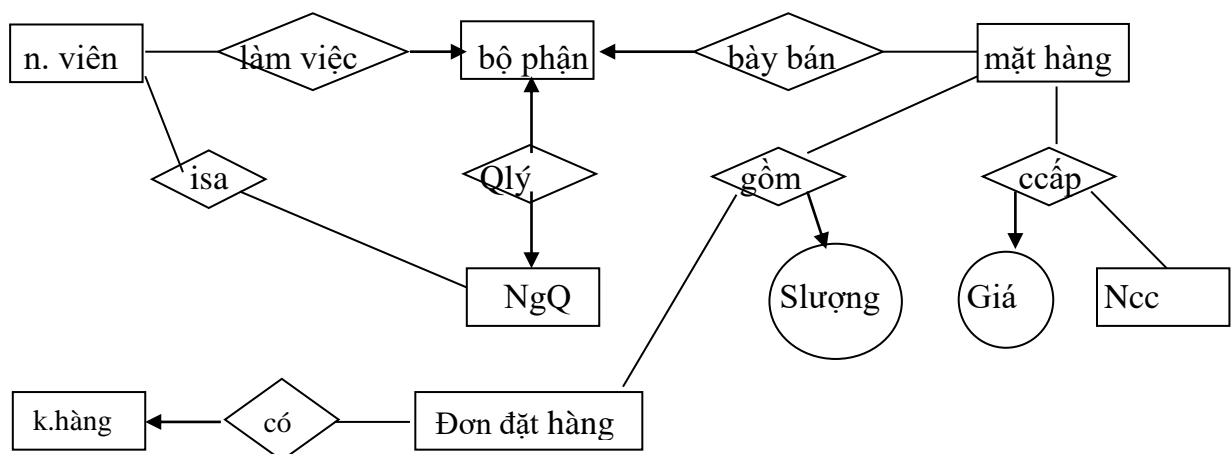 n. viên
làm việc
bộ phận
bày bán
mặt hàng
isa
Qlý
gồm
ccấp
NgQ
Slượng
Giá
Ncc
k.hàng
có
Đơn đặt hàng